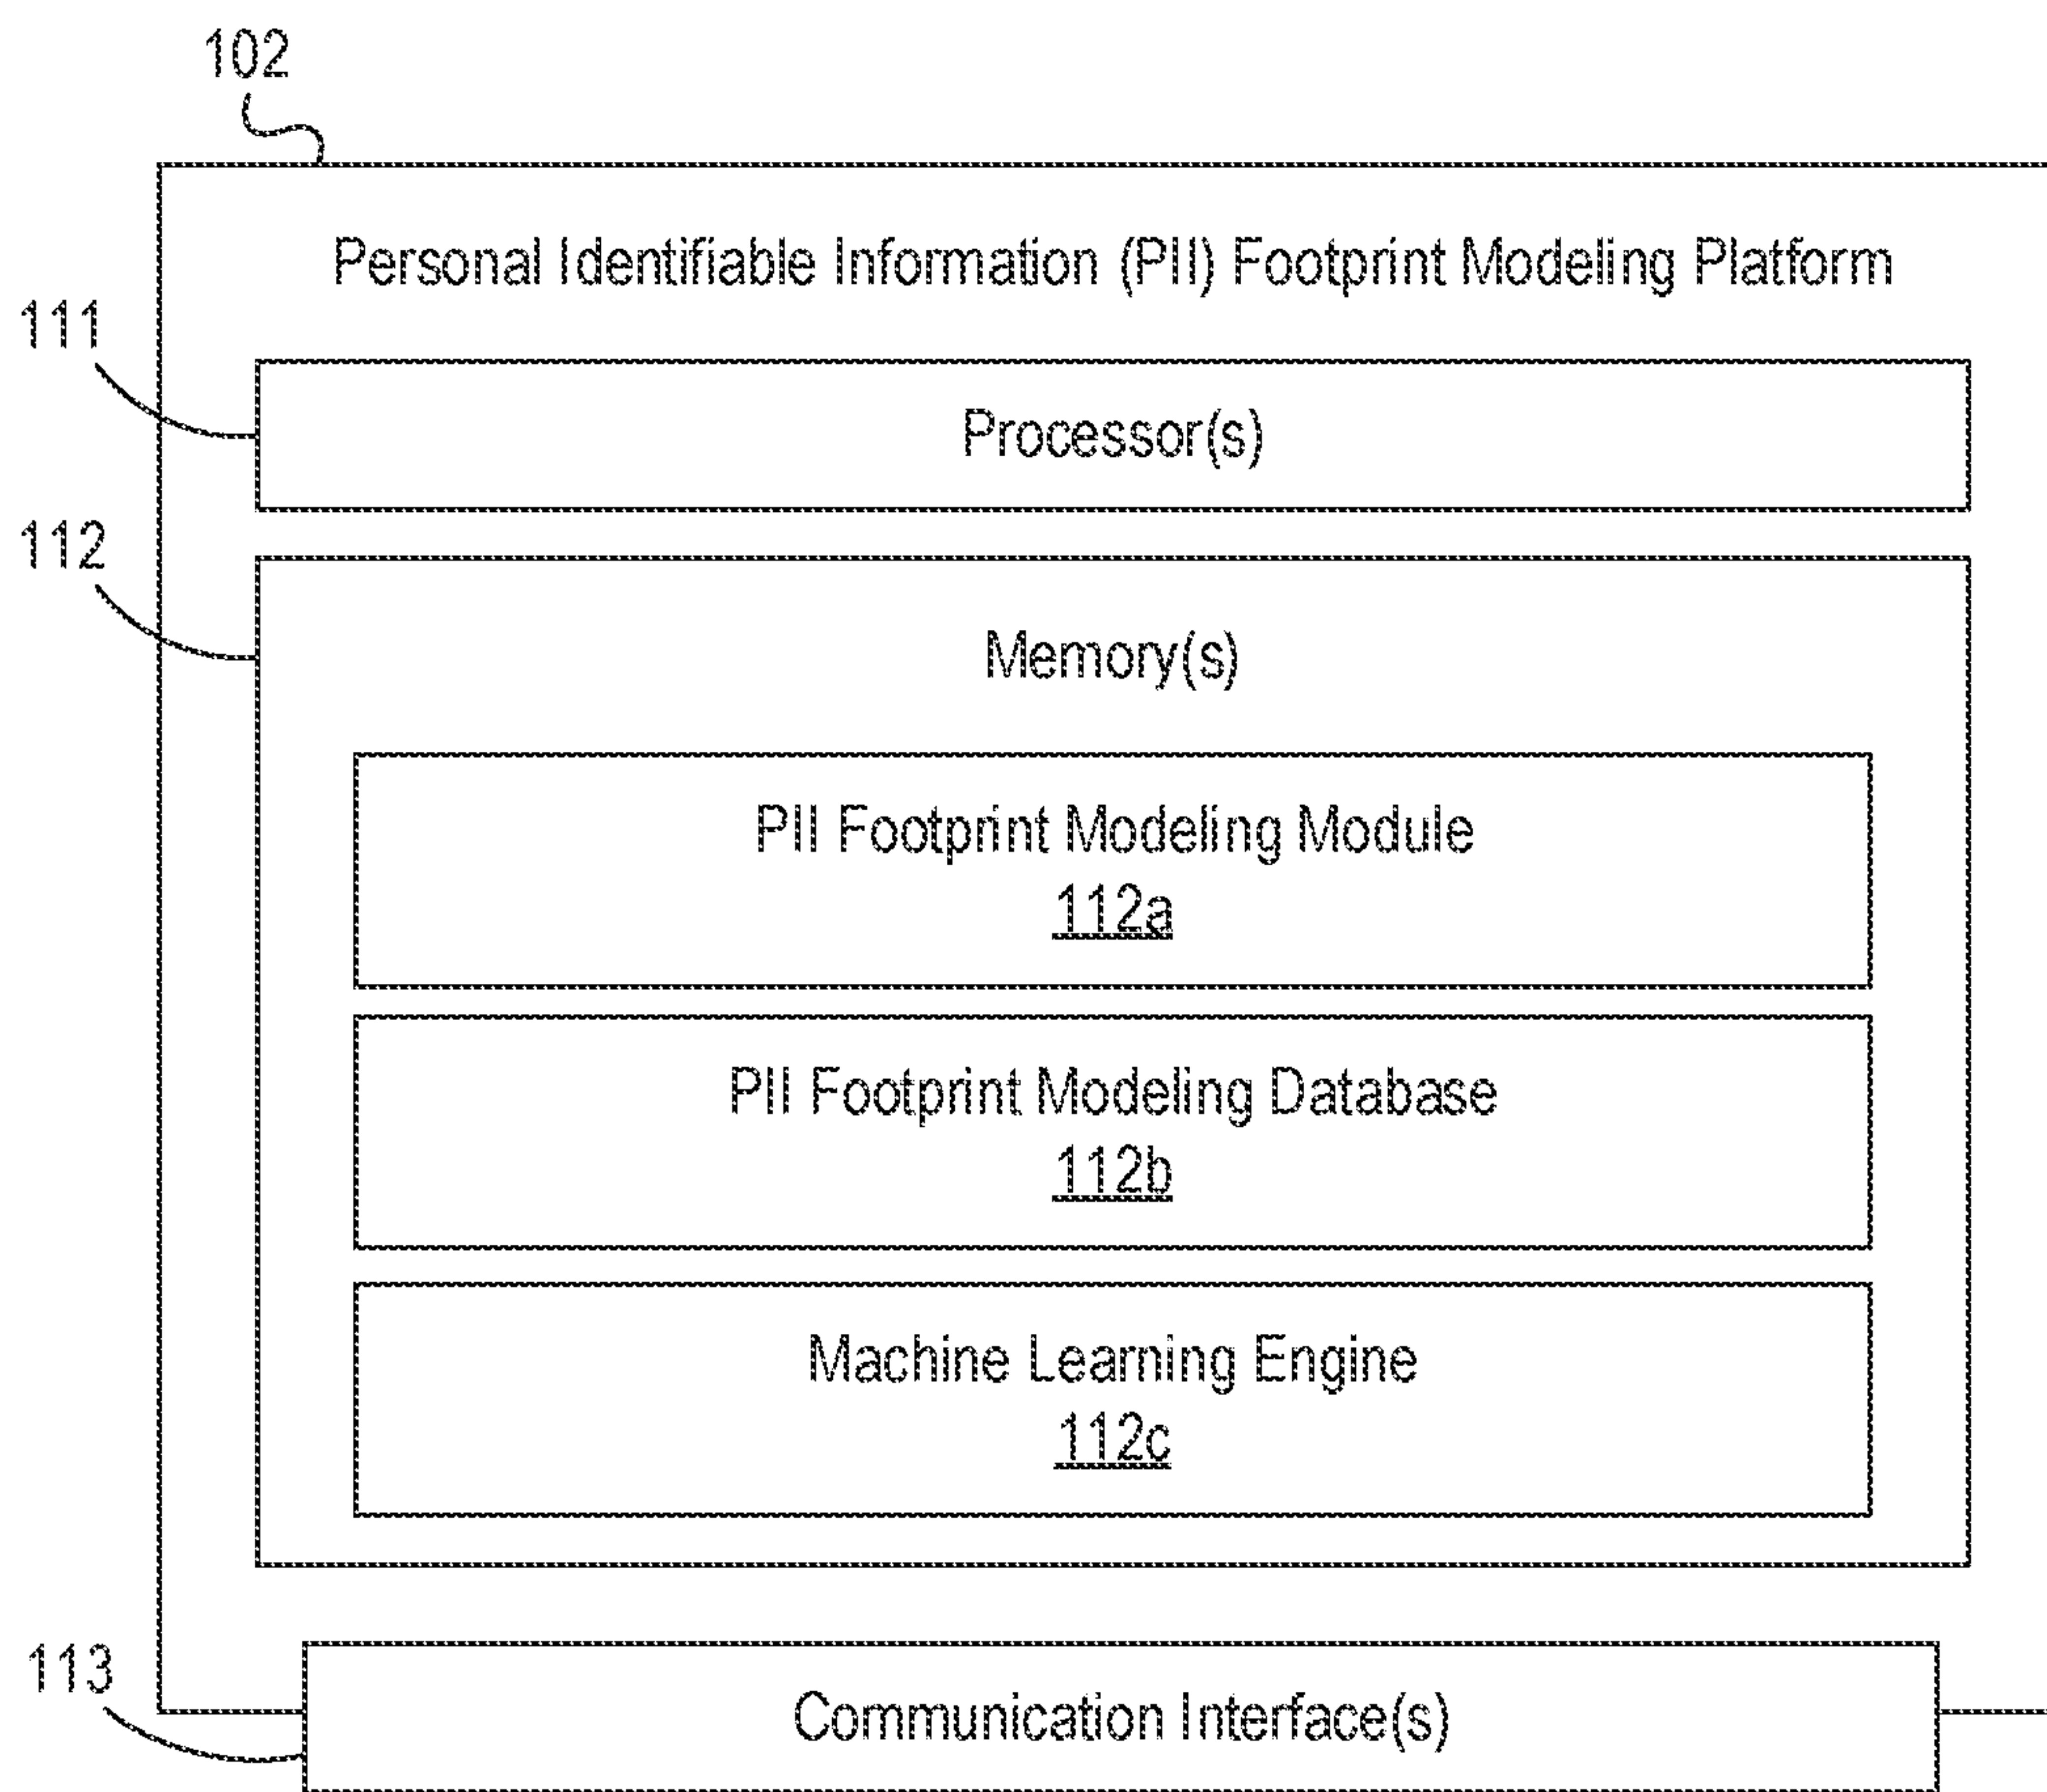 102
Personal Identifiable Information (PII) Footprint Modeling Platform
111
Processor(s)
112
Memory(s)
PII Footprint Modeling Module
112a
PII Footprint Modeling Database
112b
Machine Learning Engine
112c
113
Communication Interface(s)